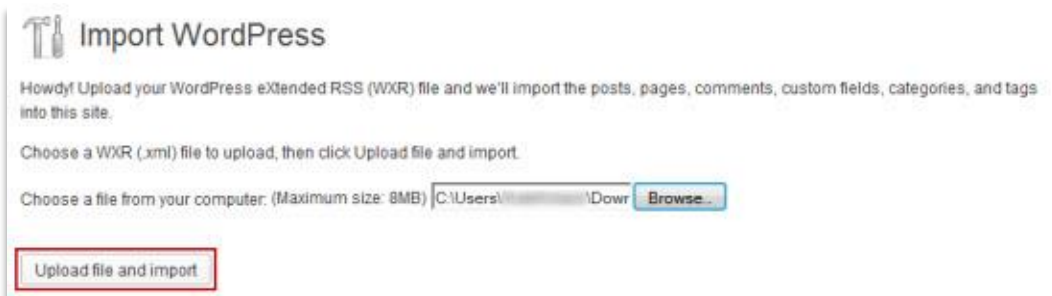 Import WordPress
Howdy! Upload your WordPress eXtended RSS (WXR) file and we'll import the posts, pages, comments, custom fields, categories, and tags
into this site.
Choose a WXR (.xml) file to upload, then click Upload file and import.
Choose a file from your computer: (Maximum size: 8MB) C:\Users\ \Dowr Browse..
Upload file and import